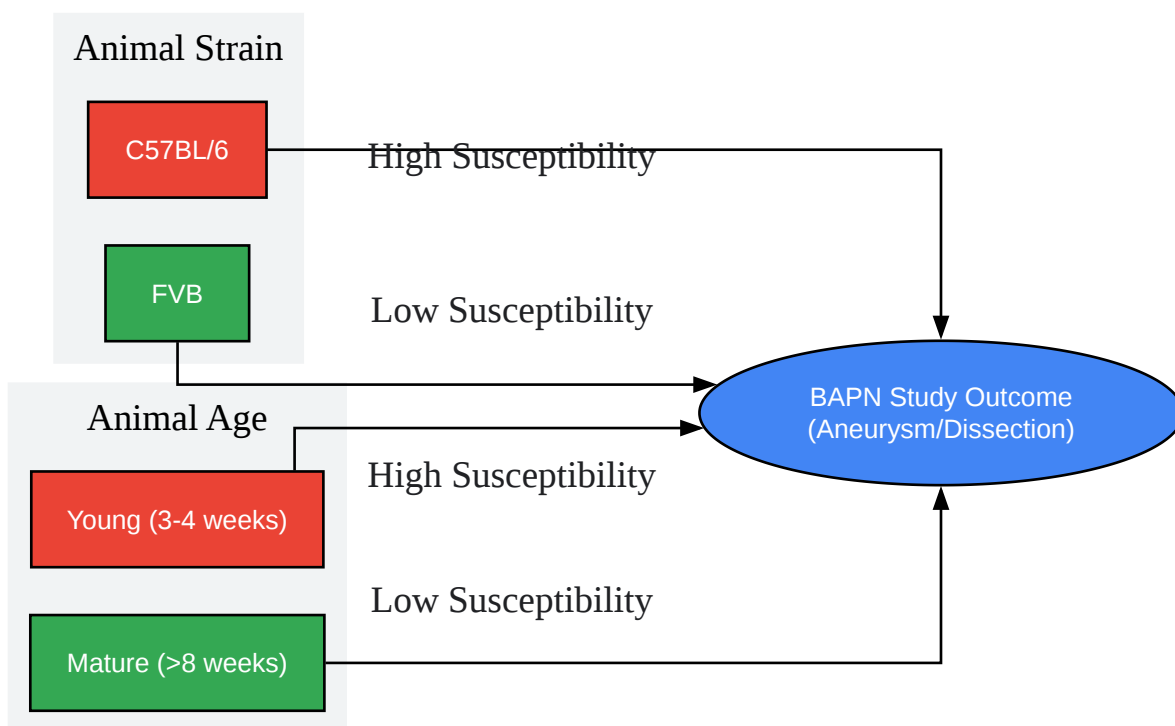 Animal Strain
C57BL/6
High Susceptibility
FVB
Low Susceptibility
BAPN Study Outcome
(Aneurysm/Dissection)
Animal Age
High Susceptibility
Young (3-4 weeks)
Low Susceptibility
Mature (>8 weeks)